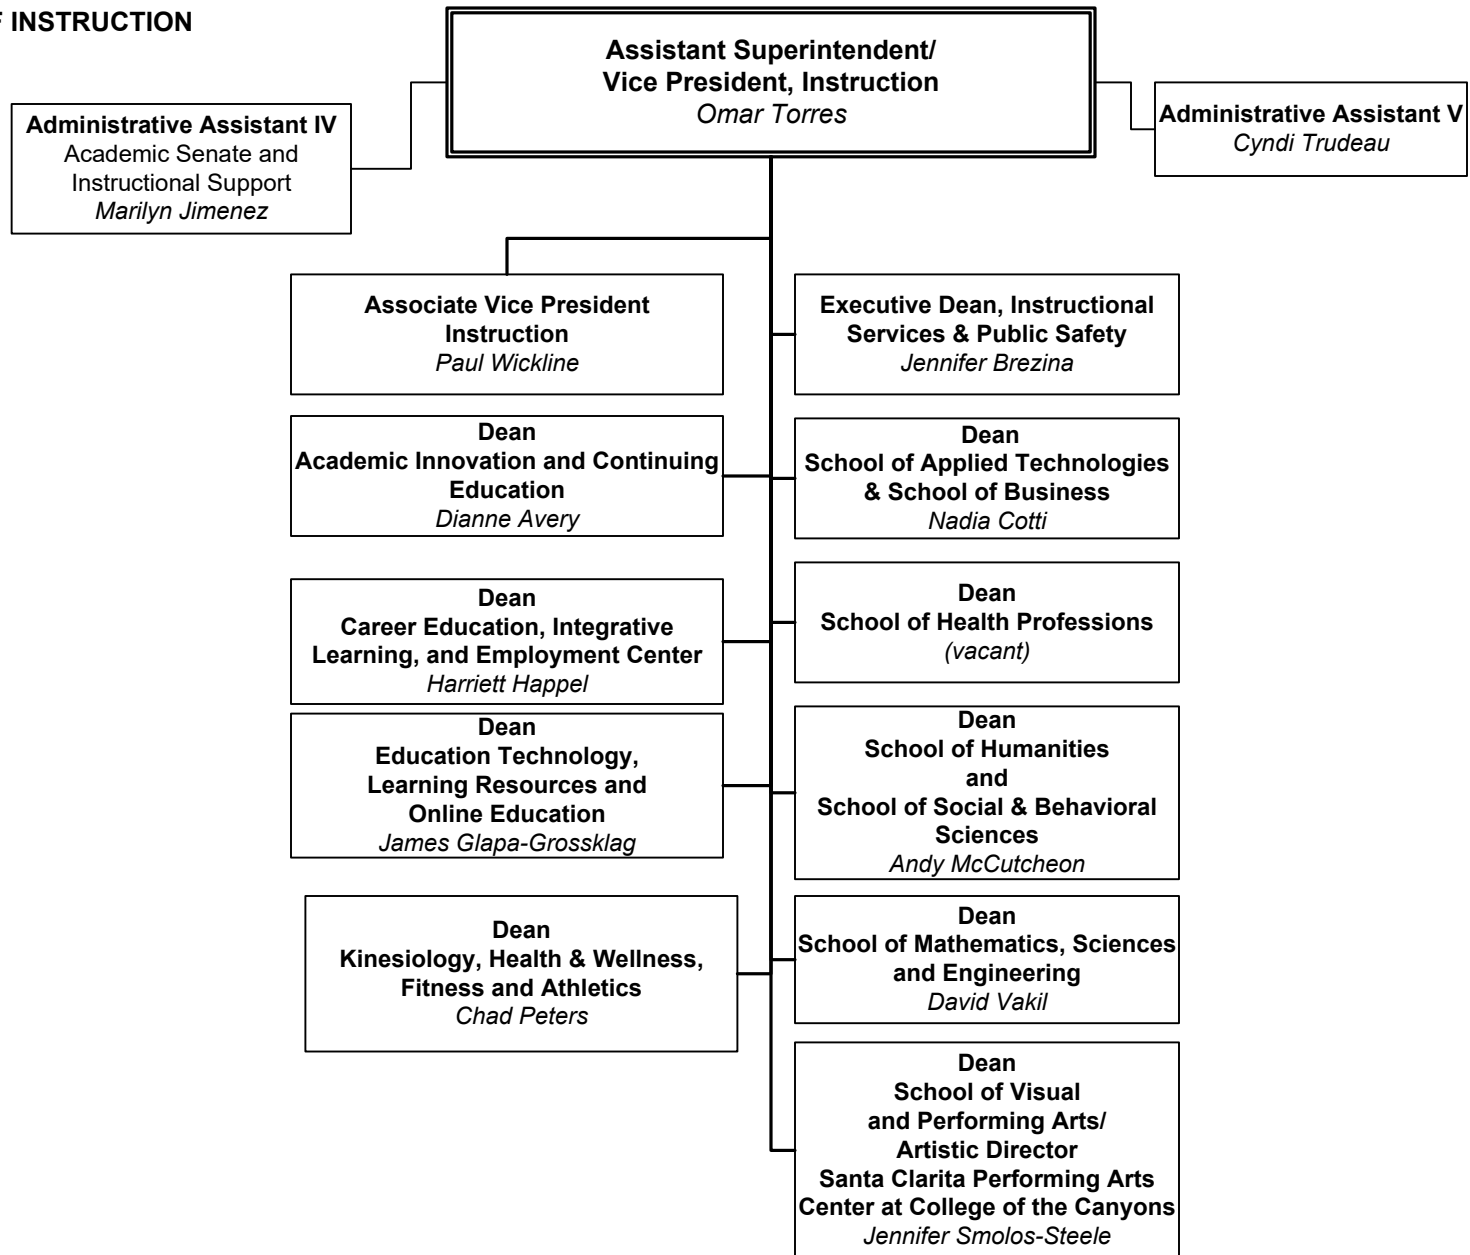 F INSTRUCTION
Assistant Superintendent/
Vice President, Instruction
Omar Torres
Administrative Assistant IV
Academic Senate and
Instructional Support
Marilyn Jimenez
Administrative Assistant V
Cyndi Trudeau
Associate Vice President
Instruction
Paul Wickline
Executive Dean, Instructional
Services & Public Safety
Jennifer Brezina
Dean
Academic Innovation and Continuing
Education
Dianne Avery
Dean
School of Applied Technologies
& School of Business
Nadia Cotti
Dean
Career Education, Integrative
Learning, and Employment Center
Harriett Happel
Dean
School of Health Professions
(vacant)
Dean
Education Technology,
Learning Resources and
Online Education
James Glapa-Grossklag
Dean
School of Humanities
and
School of Social & Behavioral
Sciences
Andy McCutcheon
Dean
Kinesiology, Health & Wellness,
Fitness and Athletics
Chad Peters
Dean
School of Mathematics, Sciences
and Engineering
David Vakil
Dean
School of Visual
and Performing Arts/
Artistic Director
Santa Clarita Performing Arts
Center at College of the Canyons
Jennifer Smolos-Steele